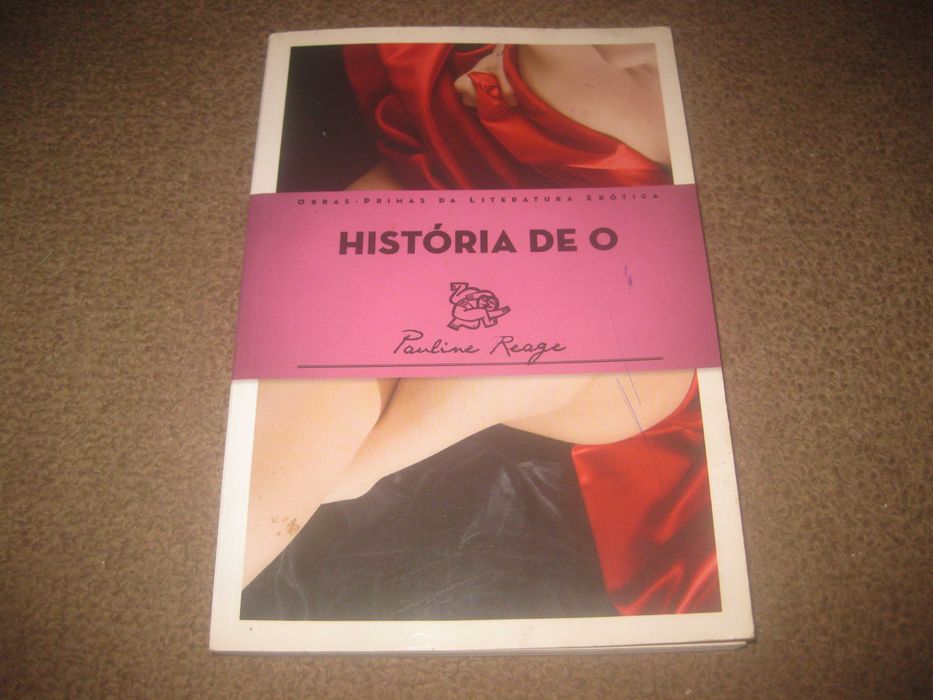 Obras-Primas da Literatura Erótica
HISTÓRIA DE O
Pauline Reage